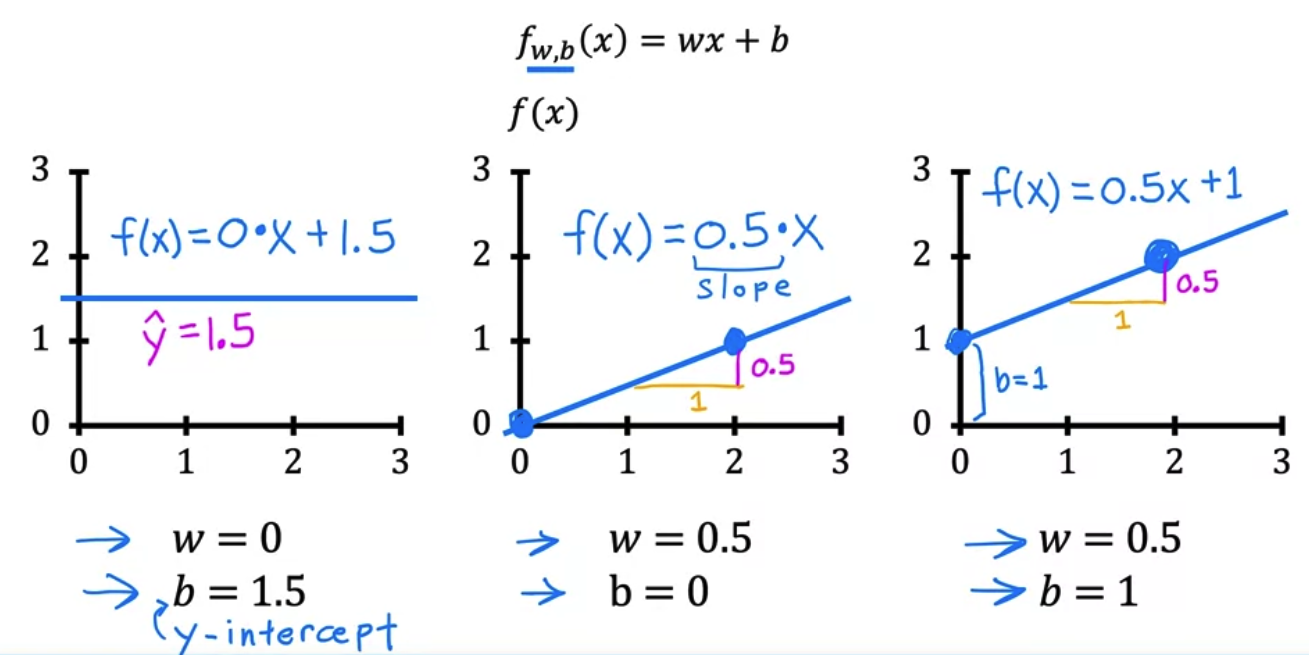 f_{w,b}(x) = wx + b
f(x)
3
2
1
0
0 1 2 3
f(x)=0•X+1.5
ŷ=1.5
→ w = 0
→ b = 1.5
y-intercept
3
2
1
0
0 1 2 3
f(x)=0.5•X
slope
0.5
1
→ w = 0.5
→ b = 0
3
2
1
0
0 1 2 3
f(x)=0.5x+1
0.5
1
b=1
→ w = 0.5
→ b = 1